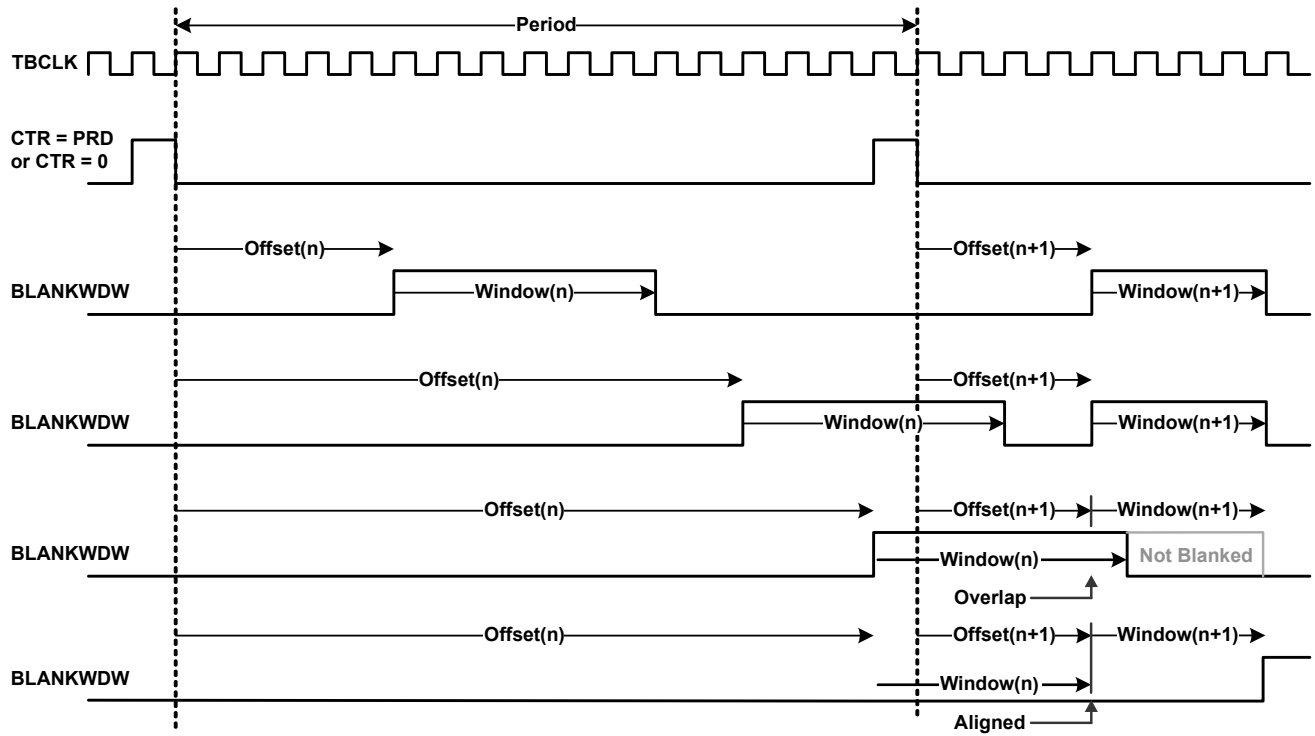 Period
TBCLK
CTR = PRD
or CTR = 0
Offset(n) Offset(n+1)
BLANKWDW Window(n) Window(n+1)
Offset(n) Offset(n+1)
BLANKWDW Window(n) Window(n+1)
Offset(n) Offset(n+1) Window(n+1)
BLANKWDW Window(n) Not Blanked
Overlap
Offset(n) Offset(n+1) Window(n+1)
BLANKWDW Window(n)
Aligned